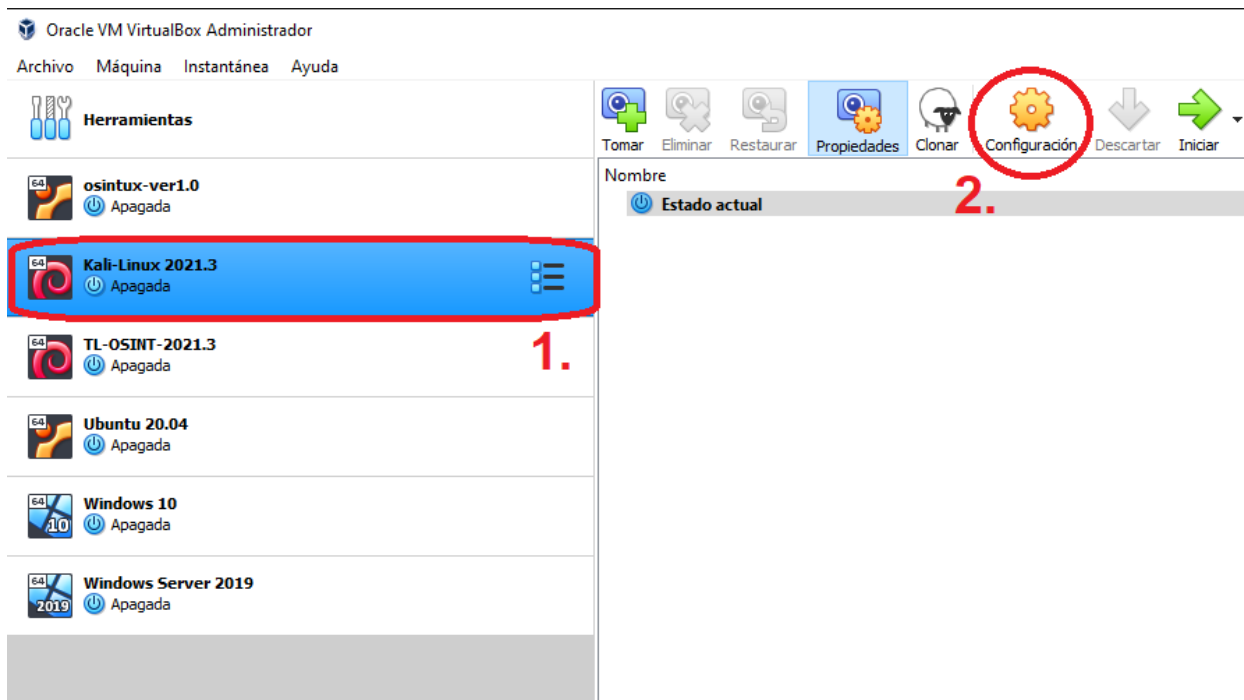 Oracle VM VirtualBox Administrador
Archivo Máquina Instantánea Ayuda
Herramientas
Tomar Eliminar Restaurar Propiedades Clonar Configuración Descartar Iniciar
Nombre
Estado actual
2.
64
osintux-ver1.0
Apagada
64
Kali-Linux 2021.3
Apagada
1.
64
TL-OSINT-2021.3
Apagada
64
Ubuntu 20.04
Apagada
64
10
Windows 10
Apagada
64
2019
Windows Server 2019
Apagada